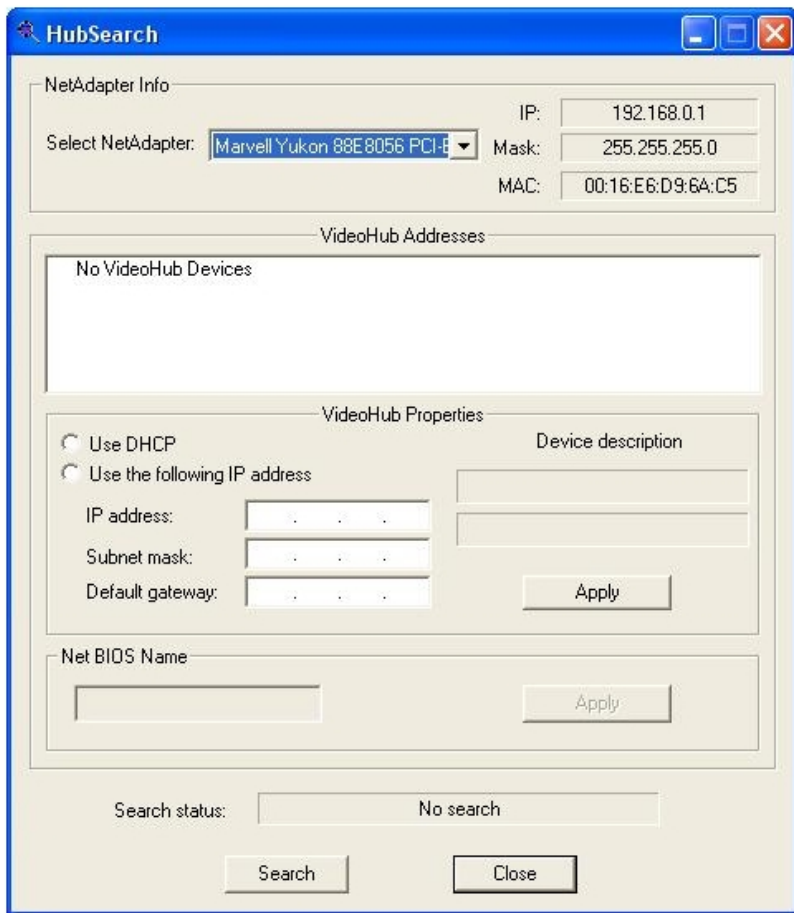 HubSearch
NetAdapter Info
IP: 192.168.0.1
Select NetAdapter: Marvell Yukon 88E8056 PCI-E Mask: 255.255.255.0
MAC: 00:16:E6:D9:6A:C5
VideoHub Addresses
No VideoHub Devices
VideoHub Properties
Use DHCP Device description
Use the following IP address
IP address: . . .
Subnet mask: . . .
Default gateway: . . . Apply
Net BIOS Name
Apply
Search status: No search
Search Close